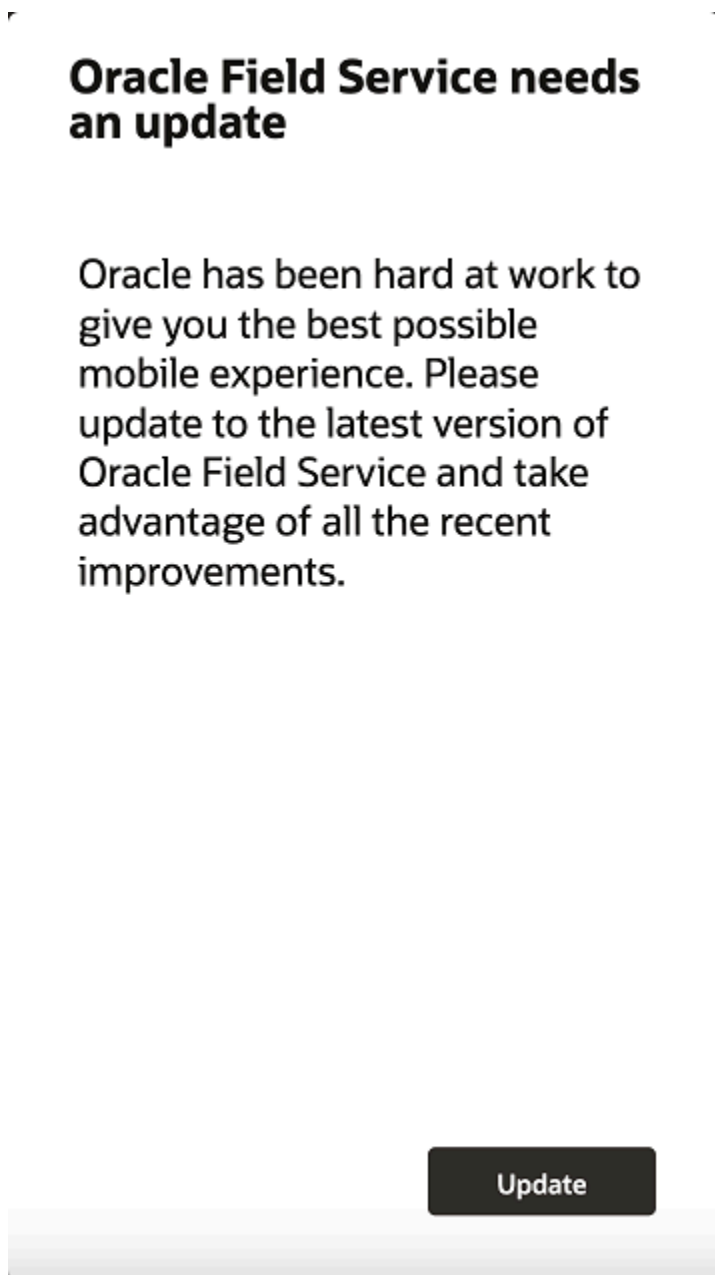 Oracle Field Service needs
an update
Oracle has been hard at work to
give you the best possible
mobile experience. Please
update to the latest version of
Oracle Field Service and take
advantage of all the recent
improvements.
Update